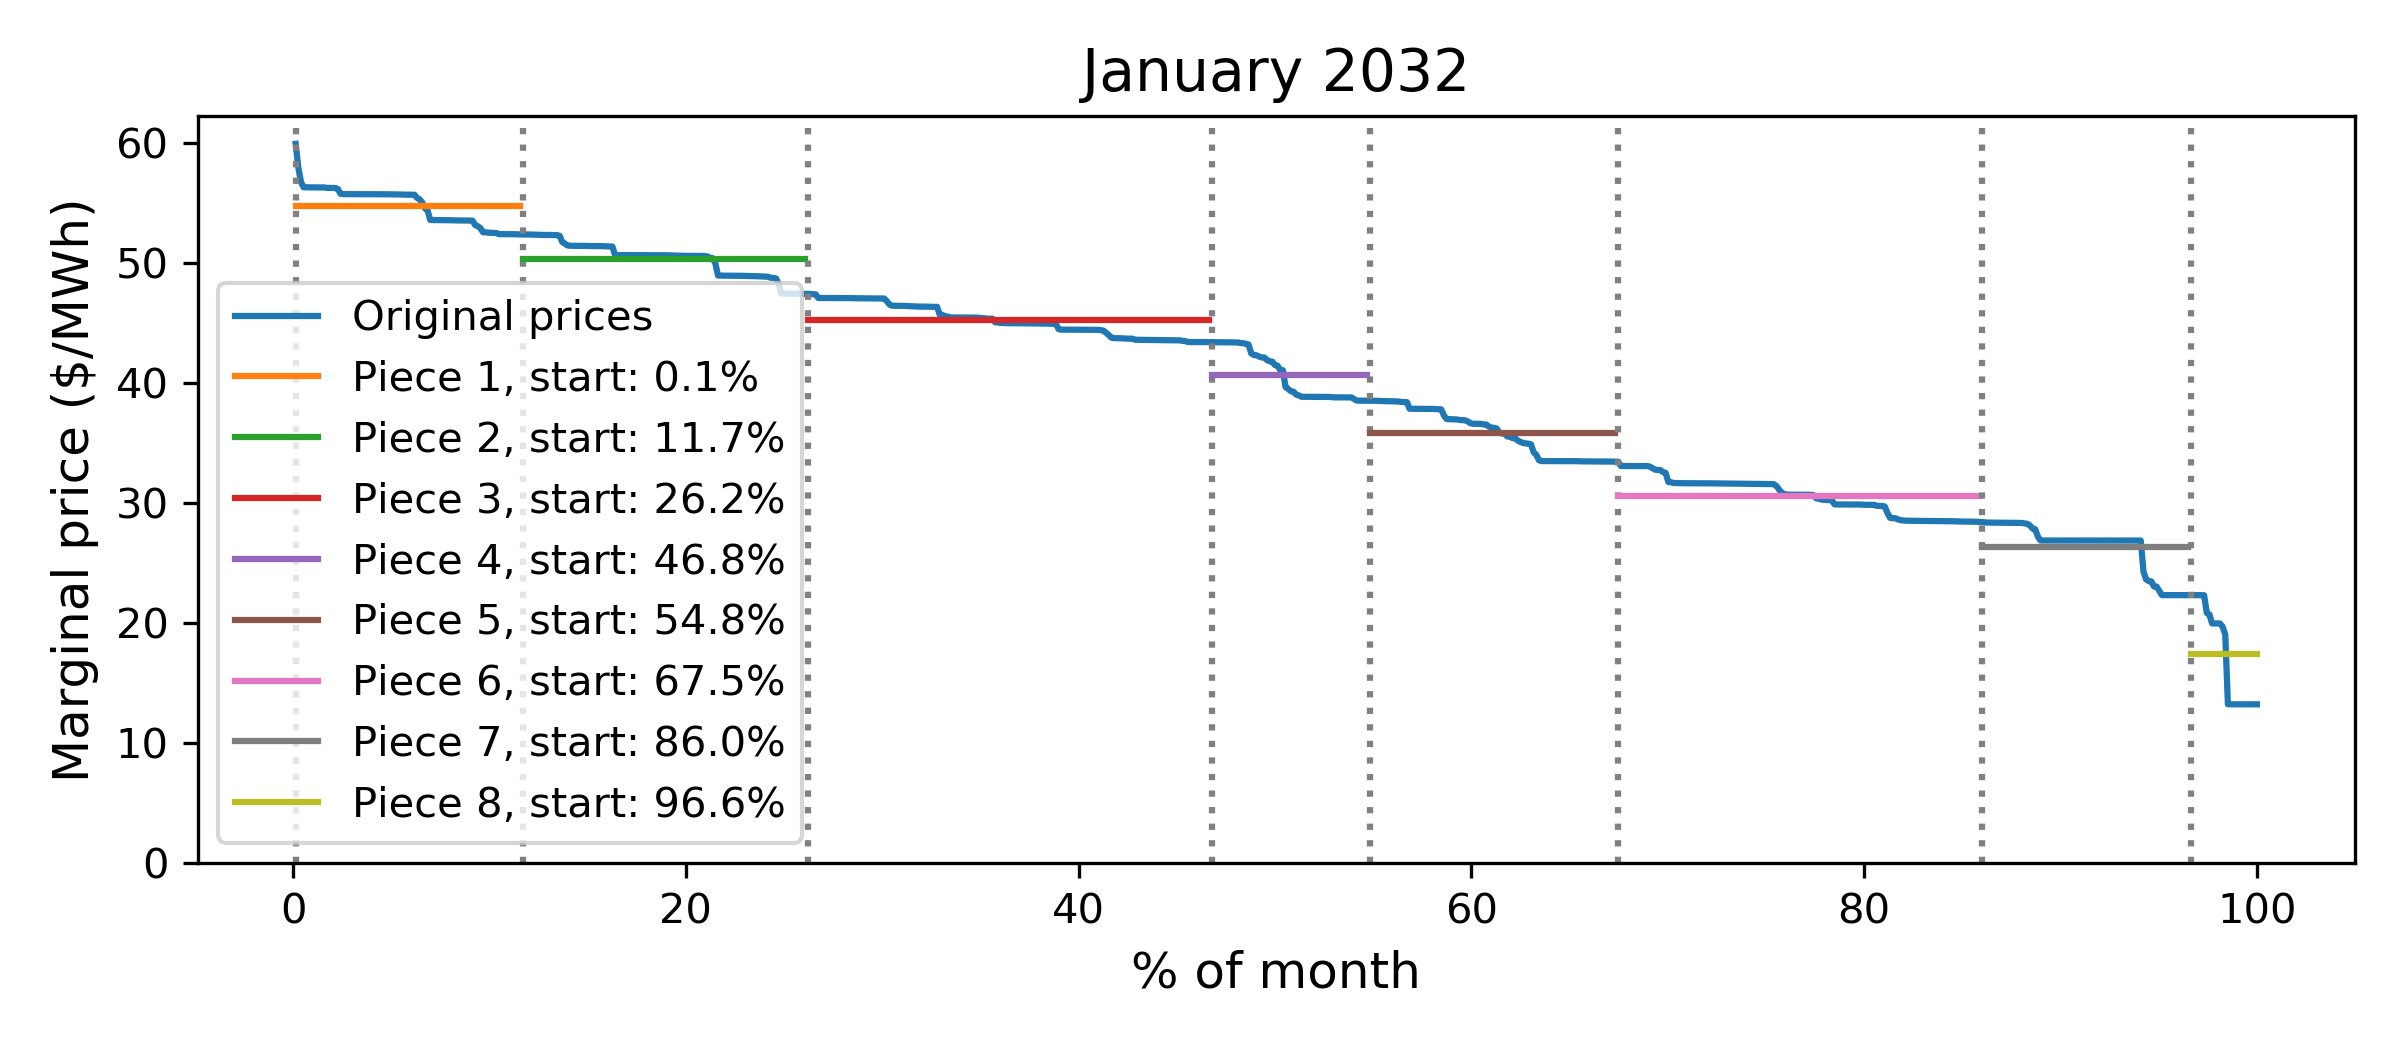 January 2032
Marginal price ($/MWh)
60
50
40
30
20
10
0
Original prices
Piece 1, start: 0.1%
Piece 2, start: 11.7%
Piece 3, start: 26.2%
Piece 4, start: 46.8%
Piece 5, start: 54.8%
Piece 6, start: 67.5%
Piece 7, start: 86.0%
Piece 8, start: 96.6%
0 20 40 60 80 100
% of month